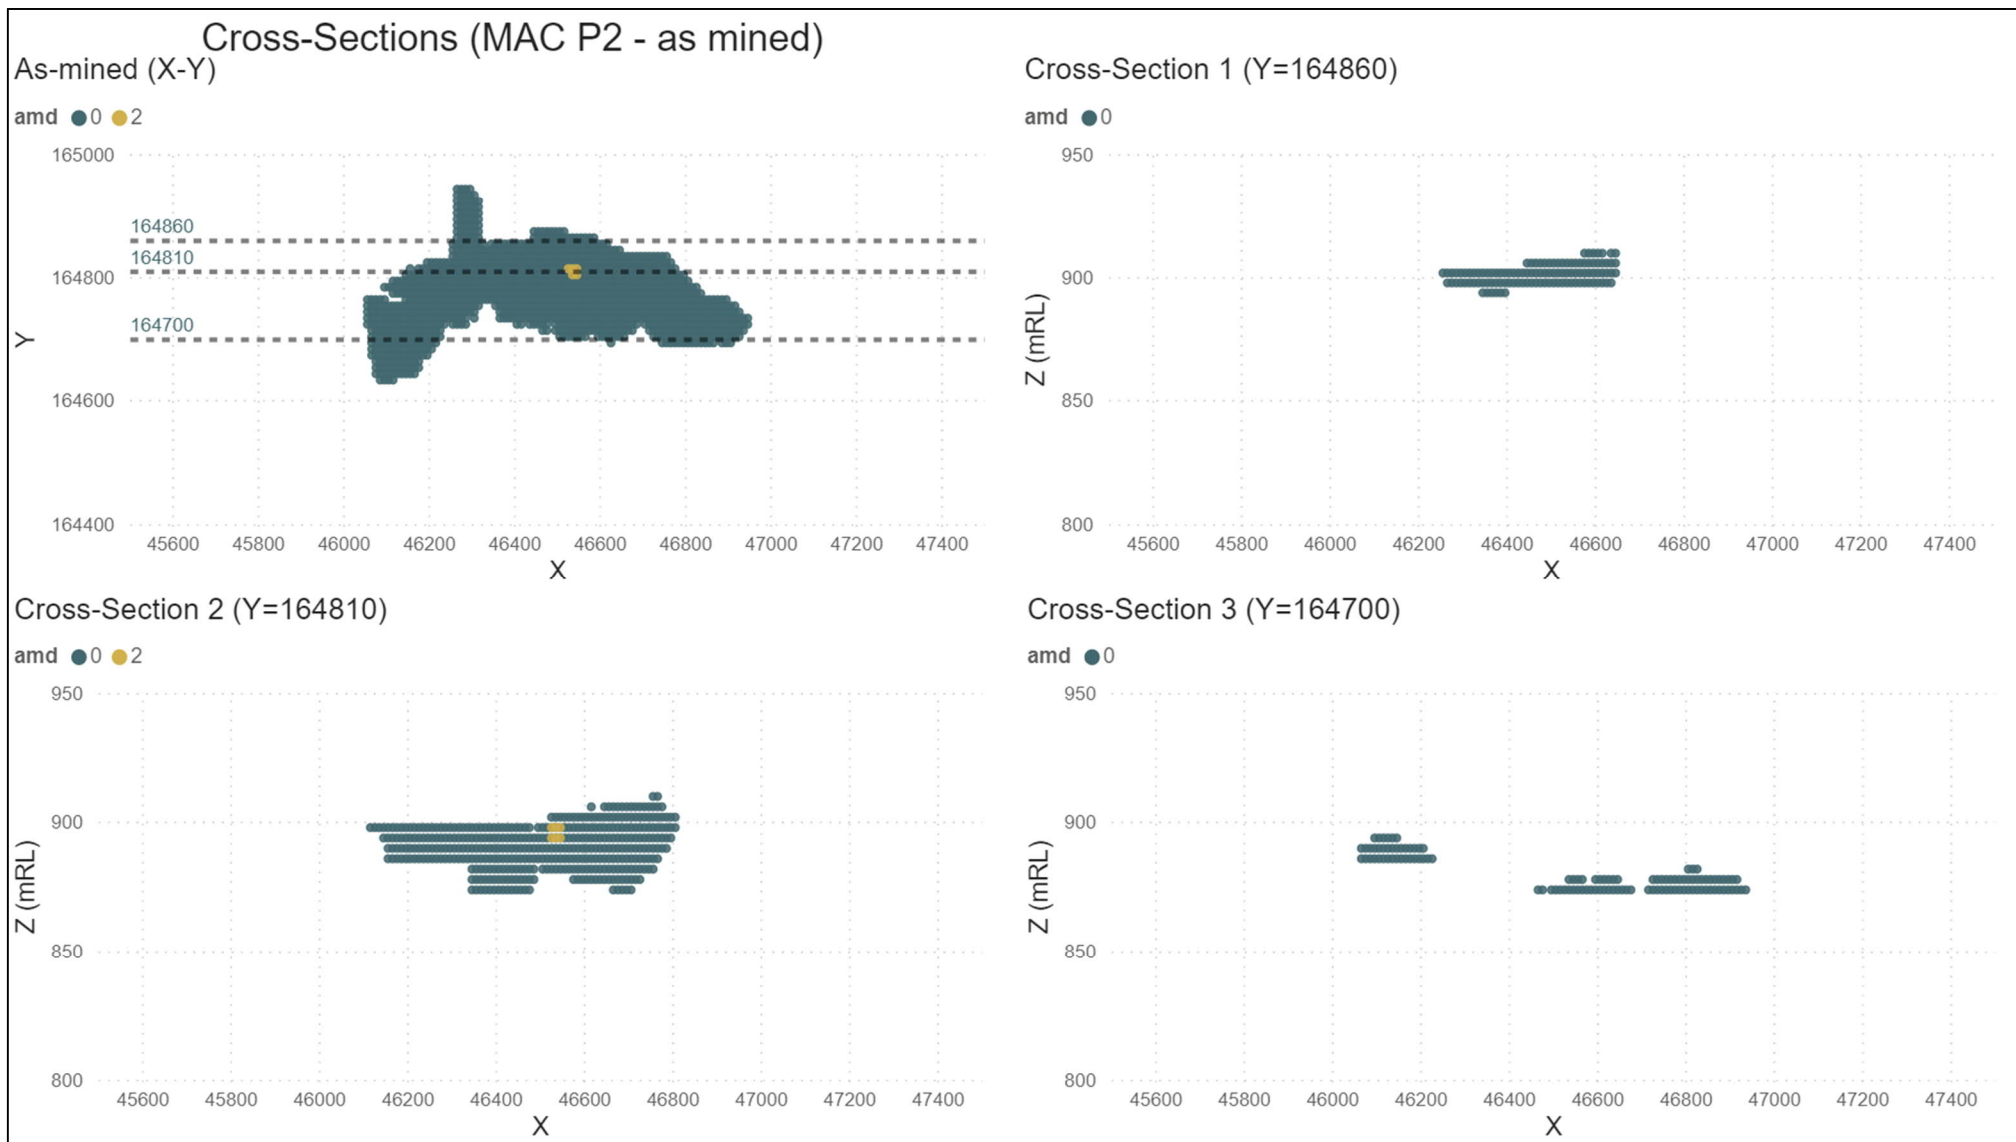 Cross-Sections (MAC P2 - as mined)
As-mined (X-Y)
amd 0 2
165000
164860
164810
164800
164700
164600
164400
Y
45600 45800 46000 46200 46400 46600 46800 47000 47200 47400
X
Cross-Section 1 (Y=164860)
amd 0
950
900
850
800
Z (mRL)
45600 45800 46000 46200 46400 46600 46800 47000 47200 47400
X
Cross-Section 2 (Y=164810)
amd 0 2
950
900
850
800
Z (mRL)
45600 45800 46000 46200 46400 46600 46800 47000 47200 47400
X
Cross-Section 3 (Y=164700)
amd 0
950
900
850
800
Z (mRL)
45600 45800 46000 46200 46400 46600 46800 47000 47200 47400
X